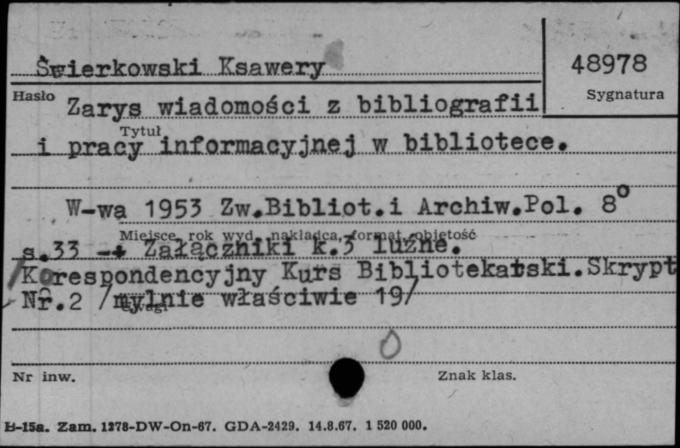 Świerkowski Ksawery
48978
Hasło
Sygnatura
Zarys wiadomości z bibliografii
Tytuł
i pracy informacyjnej w bibliotece.
W-wa 1953 Zw.Bibliot.i Archiw.Pol. 8°
Miejsce, rok wyd., nakładca, format, objętość
s.33 + Załączniki k.3 luźne.
/Korespondencyjny Kurs Bibliotekarski.Skrypt
Nr.2 /mylnie właściwie 19/
Uwagi
Nr inw.
Znak klas.
B-15a. Zam. 1278-DW-On-67. GDA-2429. 14.8.67. 1 520 000.